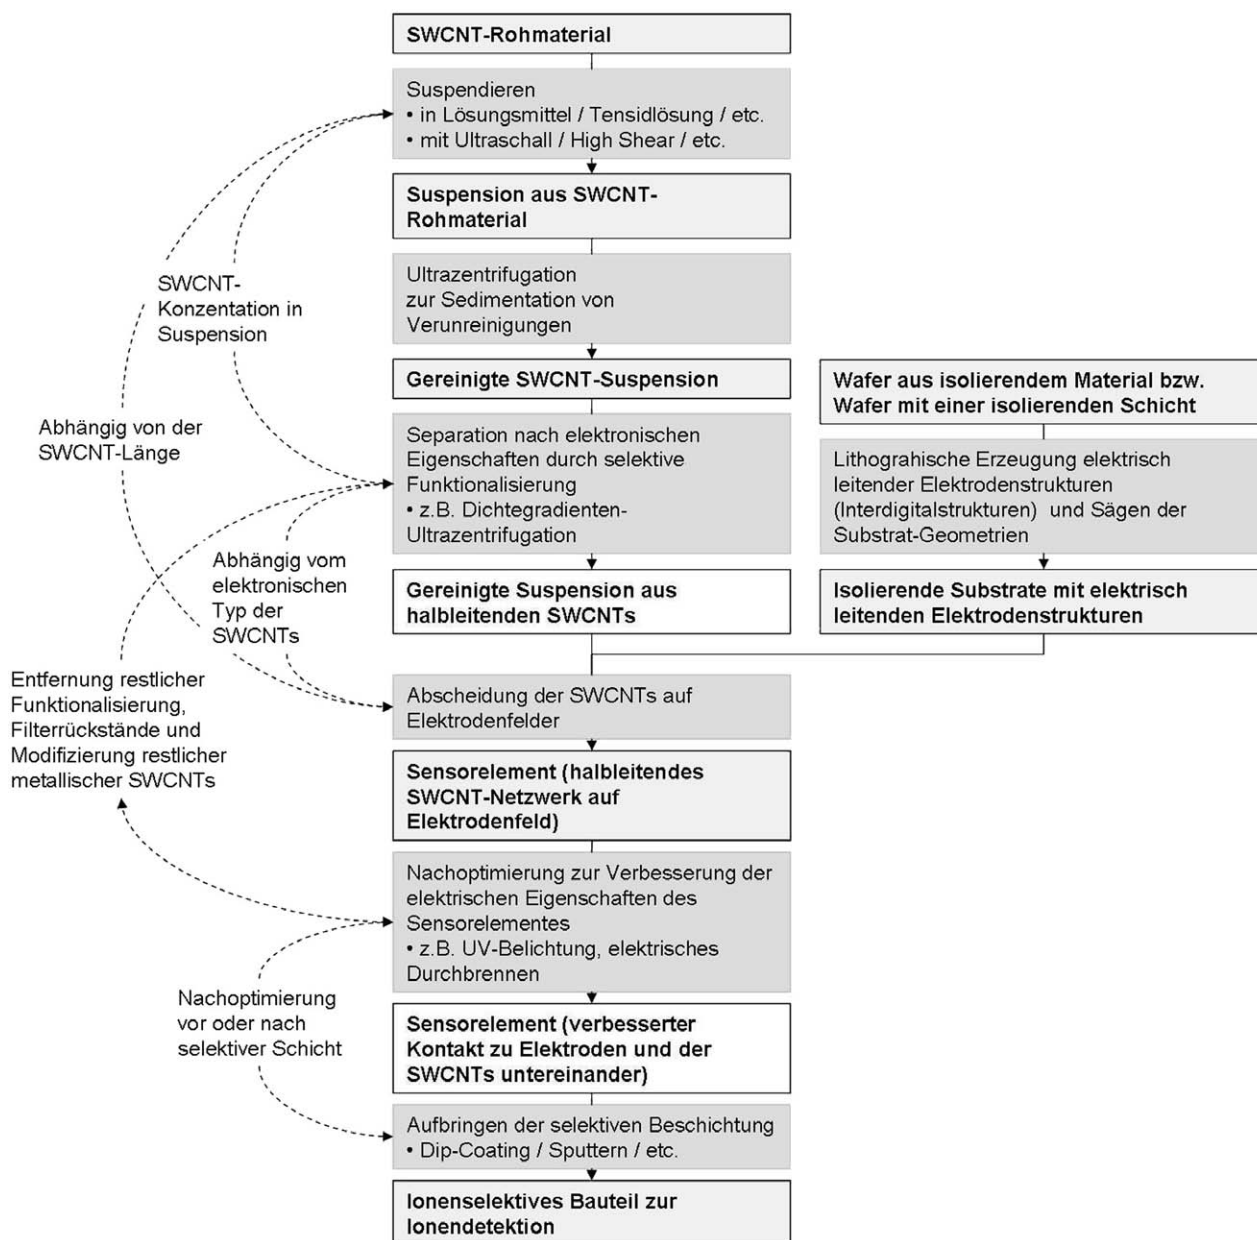 SWCNT-Rohmaterial
Suspendieren
• in Lösungsmittel / Tensidlösung / etc.
• mit Ultraschall / High Shear / etc.
Suspension aus SWCNT-
Rohmaterial
Ultrazentrifugation
zur Sedimentation von
Verunreinigungen
SWCNT-
Konzentation in
Suspension
Gereinigte SWCNT-Suspension
Wafer aus isolierendem Material bzw.
Wafer mit einer isolierenden Schicht
Abhängig von der
SWCNT-Länge
Separation nach elektronischen
Eigenschaften durch selektive
Funktionalisierung
• z.B. Dichtegradienten-
Ultrazentrifugation
Lithograhische Erzeugung elektrisch
leitender Elektrodenstrukturen
(Interdigitalstrukturen) und Sägen der
Substrat-Geometrien
Abhängig vom
elektronischen
Typ der
SWCNTs
Gereinigte Suspension aus
halbleitenden SWCNTs
Isolierende Substrate mit elektrisch
leitenden Elektrodenstrukturen
Entfernung restlicher
Funktionalisierung,
Filterrückstände und
Modifizierung restlicher
metallischer SWCNTs
Abscheidung der SWCNTs auf
Elektrodenfelder
Sensorelement (halbleitendes
SWCNT-Netzwerk auf
Elektrodenfeld)
Nachoptimierung zur Verbesserung der
elektrischen Eigenschaften des
Sensorelementes
• z.B. UV-Belichtung, elektrisches
Durchbrennen
Nachoptimierung
vor oder nach
selektiver Schicht
Sensorelement (verbesserter
Kontakt zu Elektroden und der
SWCNTs untereinander)
Aufbringen der selektiven Beschichtung
• Dip-Coating / Sputtern / etc.
Ionenselektives Bauteil zur
Ionendetektion